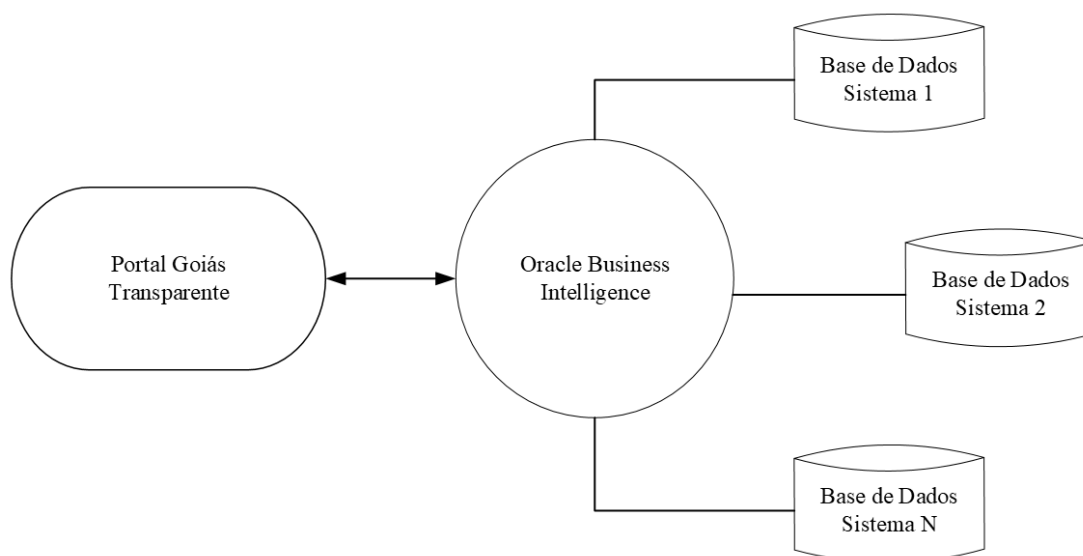 Base de Dados
Sistema 1
Portal Goiás
Transparente
Oracle Business
Intelligence
Base de Dados
Sistema 2
Base de Dados
Sistema N